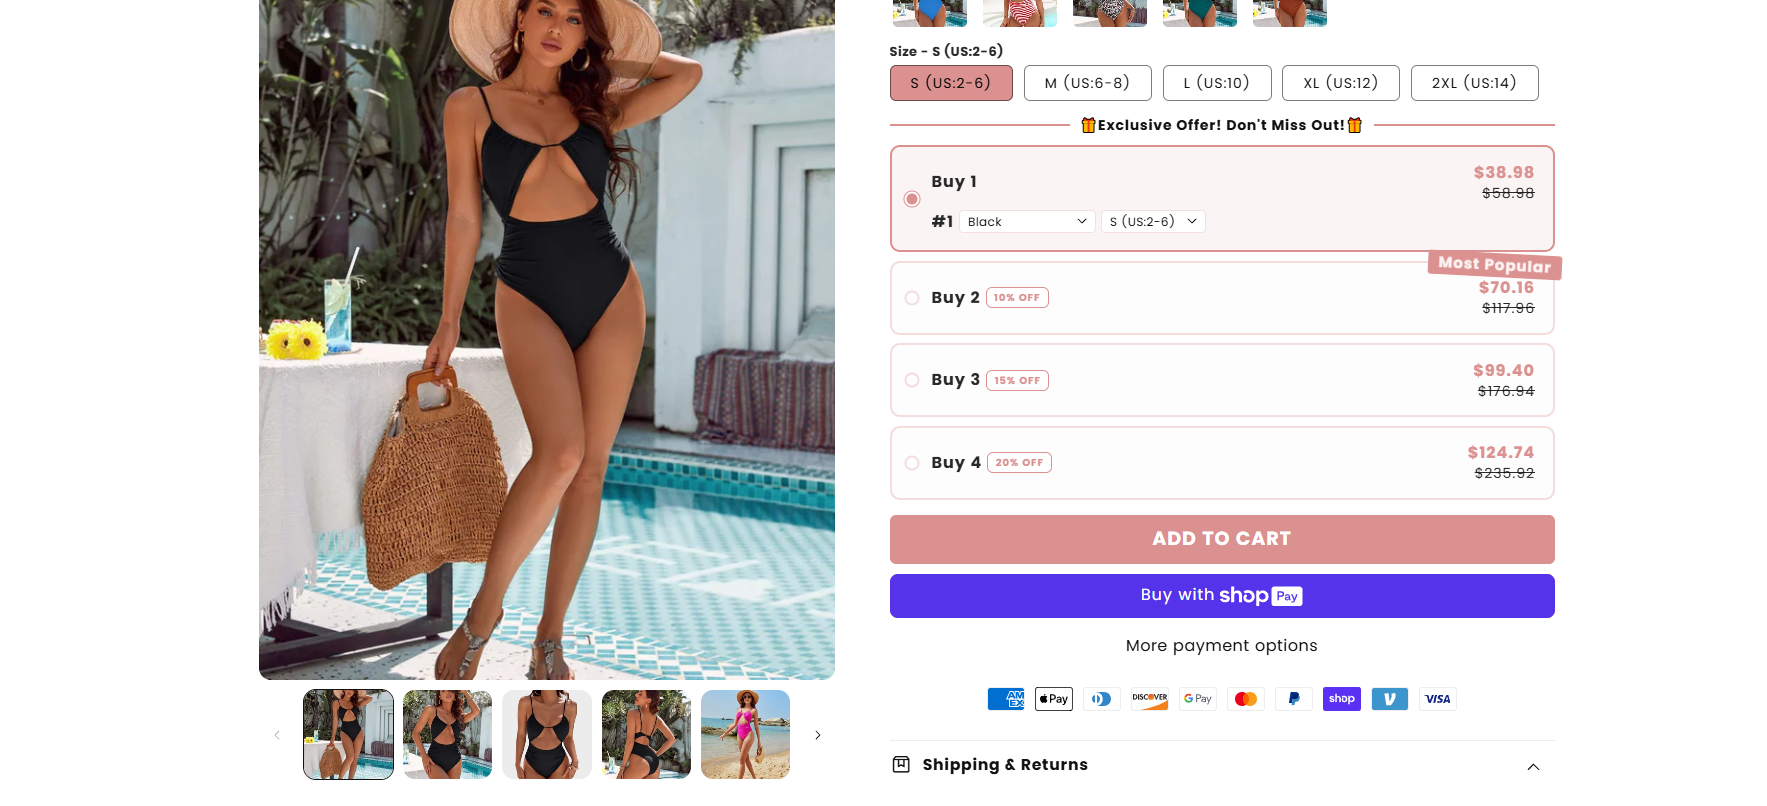 Size - S (US:2-6)
S (US:2-6) M (US:6-8) L (US:10) XL (US:12) 2XL (US:14)
🎁Exclusive Offer! Don't Miss Out!🎁
Buy 1
$38.98
$58.98
#1 Black S (US:2-6)
Most Popular
Buy 2 10% OFF
$70.16
$117.96
Buy 3 15% OFF
$99.40
$176.94
Buy 4 20% OFF
$124.74
$235.92
ADD TO CART
Buy with shop Pay
More payment options
AMEX Pay DISCOVER G Pay shop VISA
Shipping & Returns